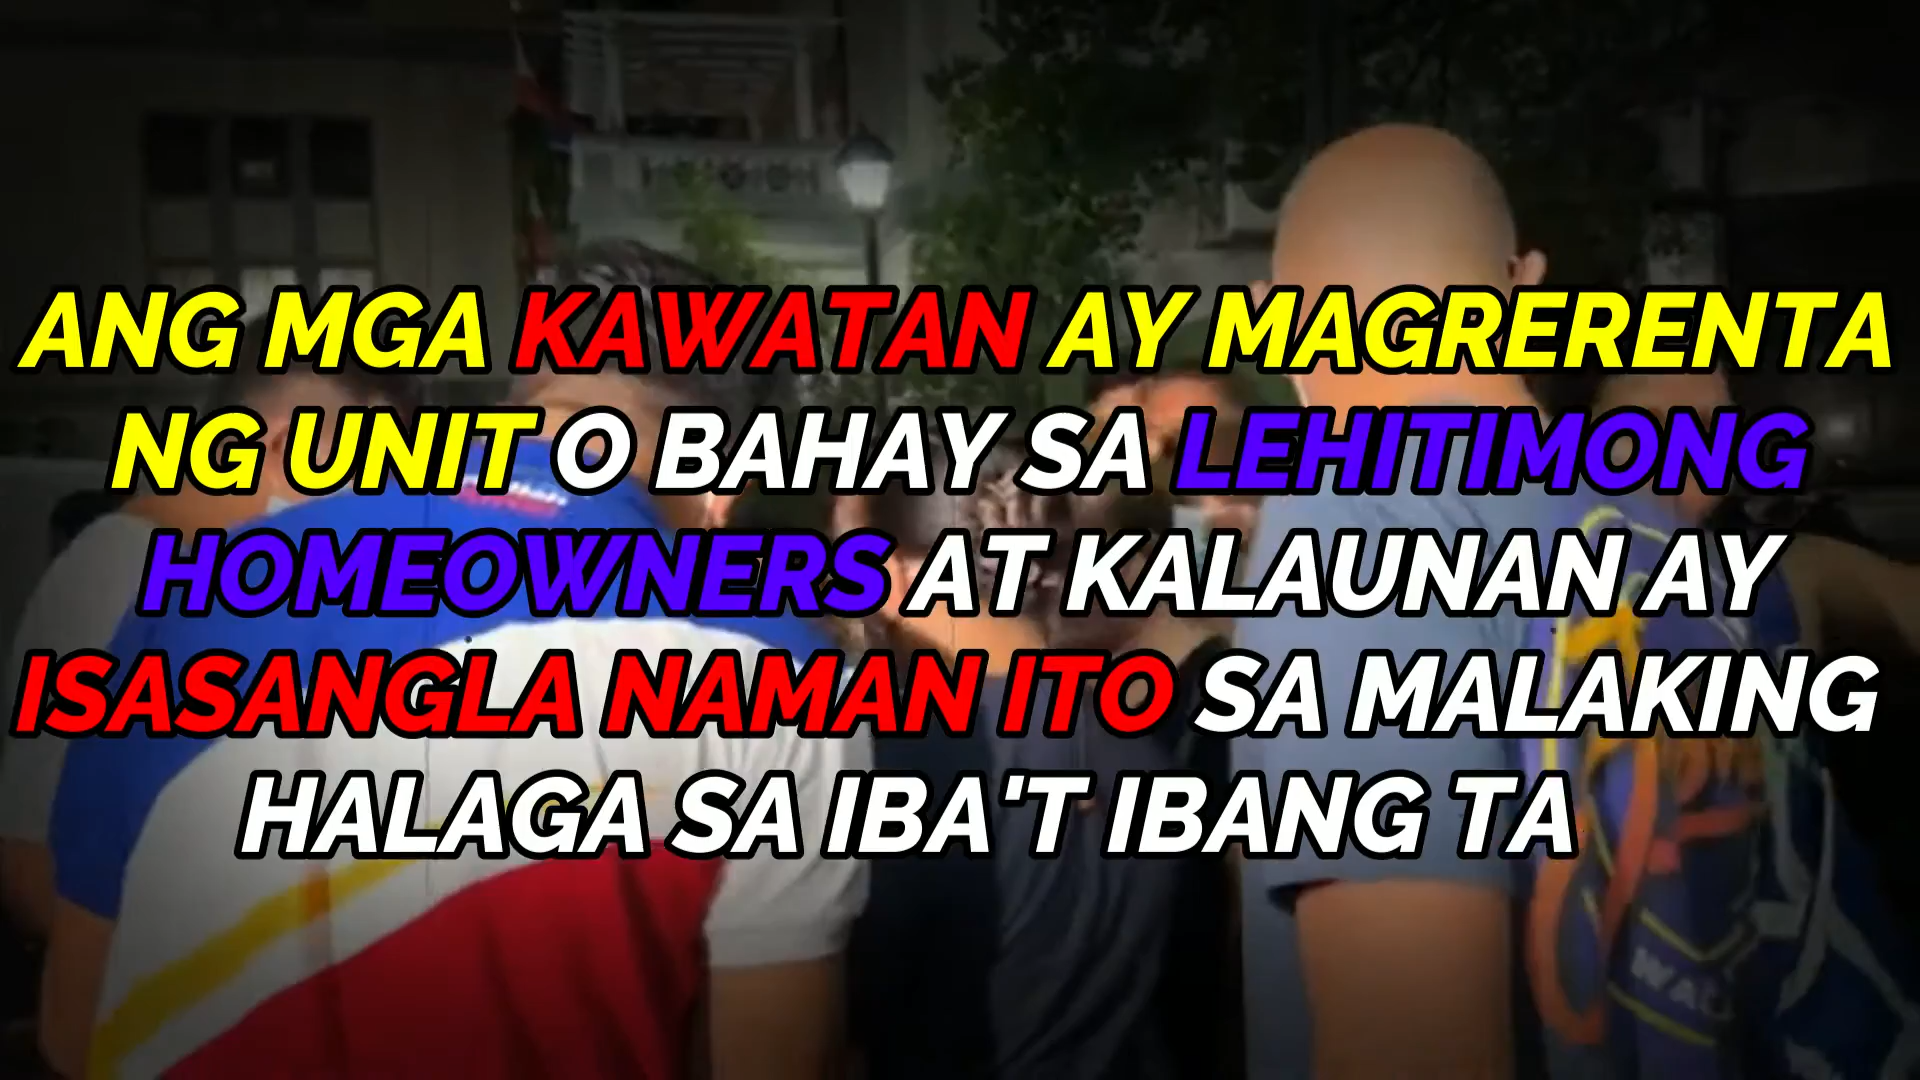 ANG MGA KAWATAN AY MAGRERENTA
NG UNIT O BAHAY SA LEHITIMONG
HOMEOWNERS AT KALAUNAN AY
ISASANGLA NAMAN ITO SA MALAKING
HALAGA SA IBA'T IBANG TA